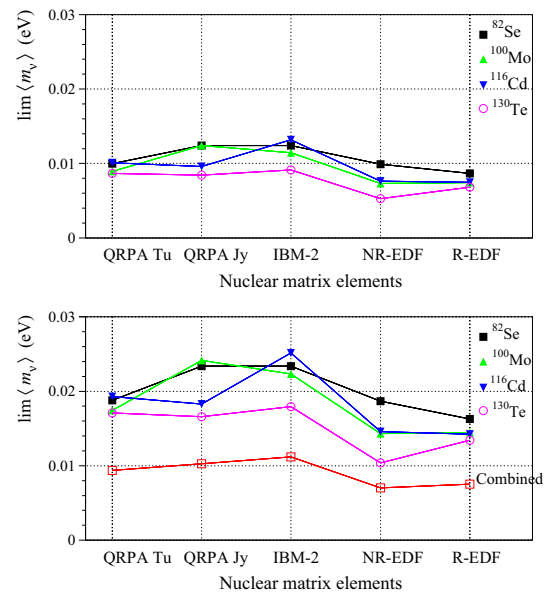 0.03
0.02
0.01
0
lim ⟨ mν ⟩ (eV)
82Se
100Mo
116Cd
130Te
QRPA Tu QRPA Jy IBM-2 NR-EDF R-EDF
Nuclear matrix elements
0.03
0.02
0.01
0
lim ⟨ mν ⟩ (eV)
82Se
100Mo
116Cd
130Te
Combined
QRPA Tu QRPA Jy IBM-2 NR-EDF R-EDF
Nuclear matrix elements